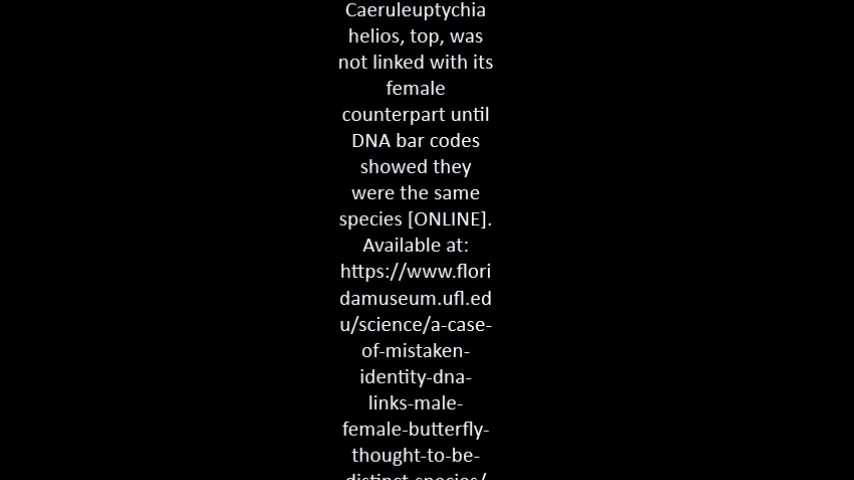 Caeruleuptychia
helios, top, was
not linked with its
female
counterpart until
DNA bar codes
showed they
were the same
species [ONLINE].
Available at:
https://www.flori
damuseum.ufl.ed
u/science/a-case-
of-mistaken-
identity-dna-
links-male-
female-butterfly-
thought-to-be-
distinct-species/